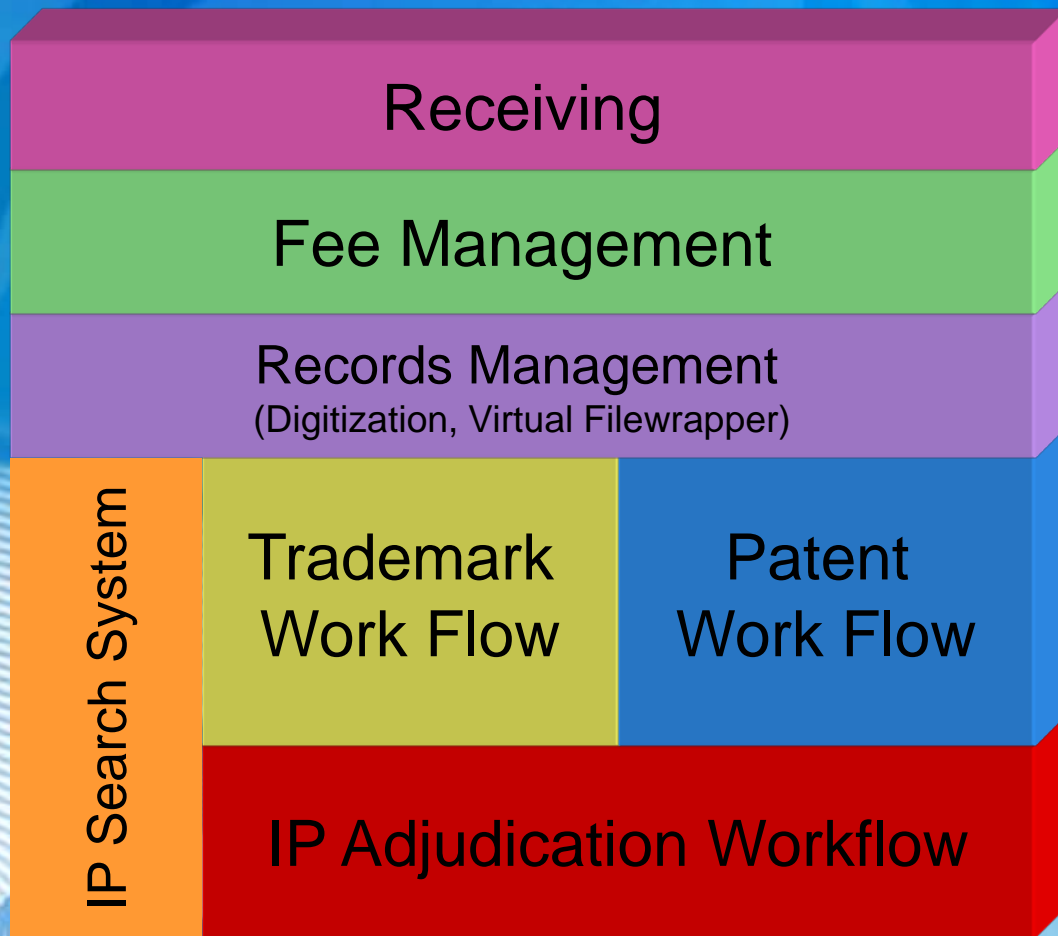 Receiving
Fee Management
Records Management
(Digitization, Virtual Filewrapper)
IP Search System
Trademark
Work Flow
Patent
Work Flow
IP Adjudication Workflow